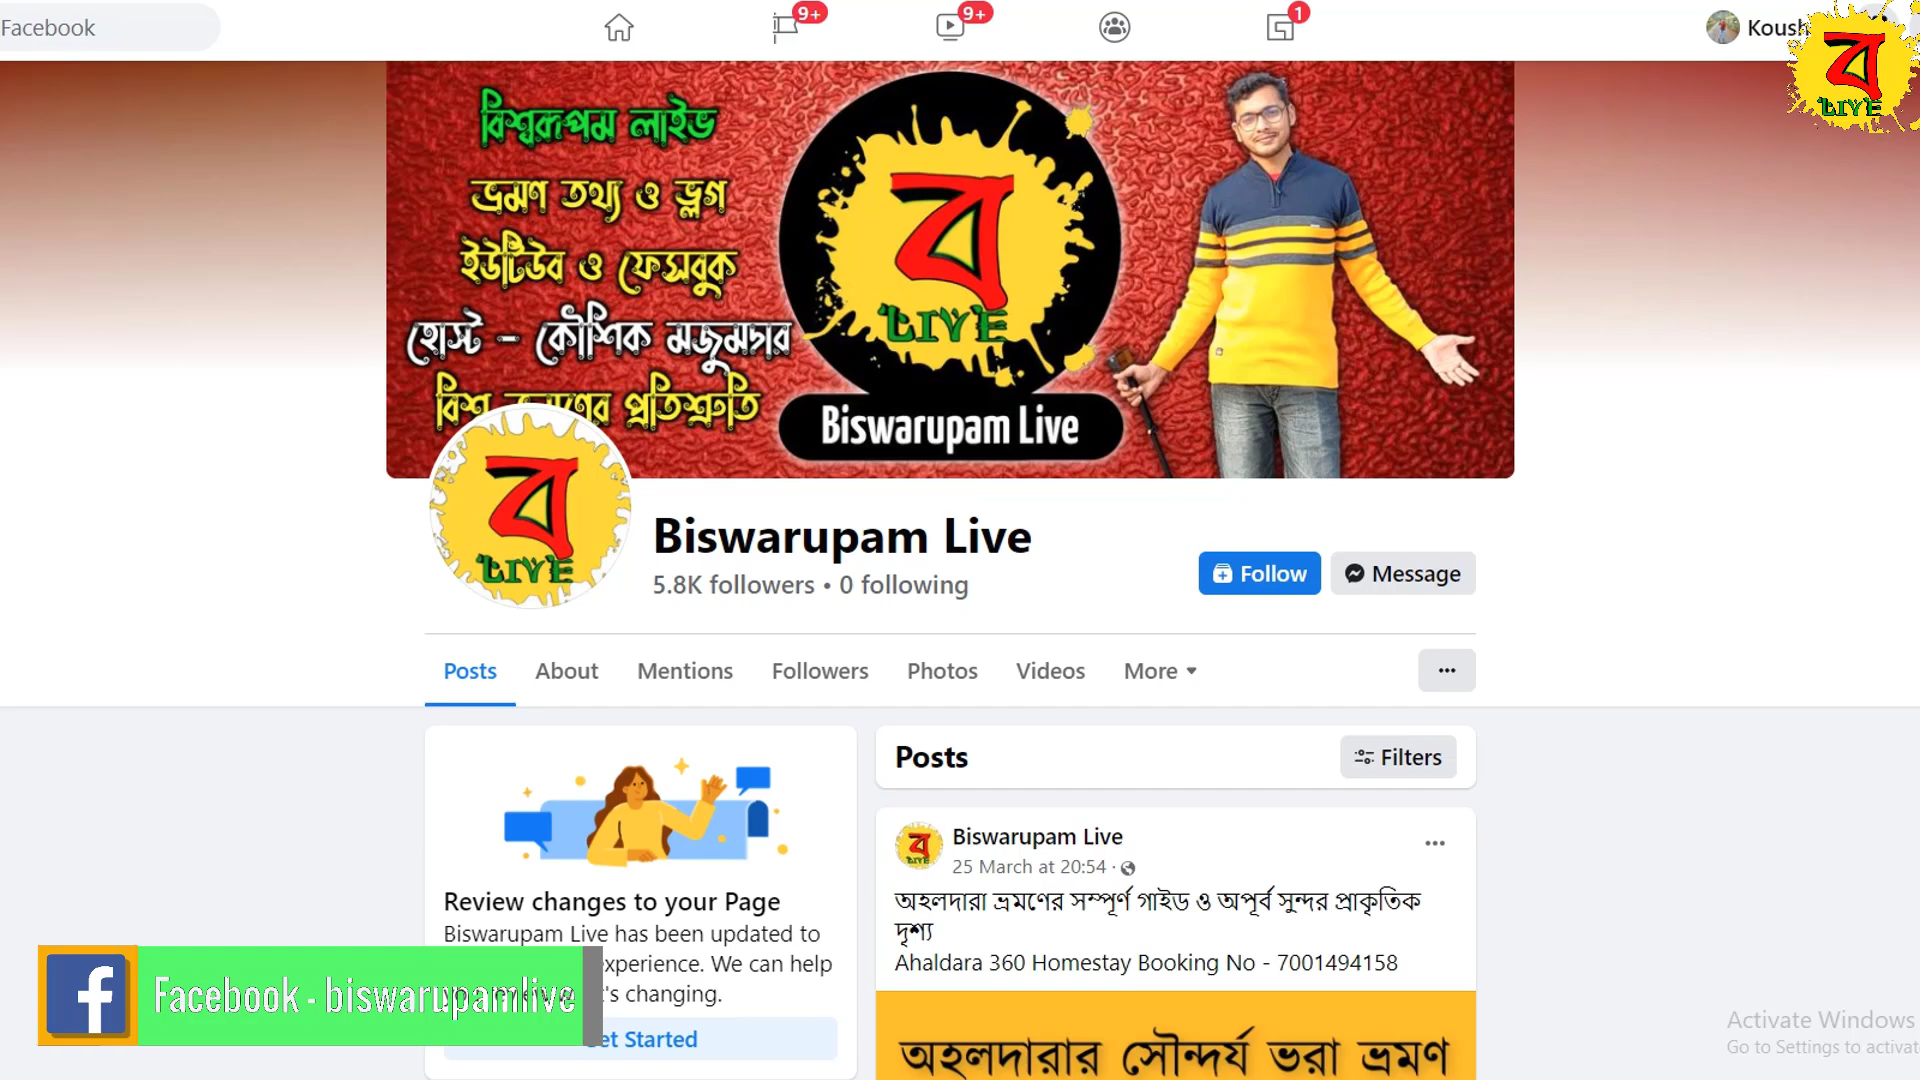 Facebook
9+
9+
1
বিশ্বরূপম লাইভ
ভ্রমণ তথ্য ও ভ্লগ
ইউটিউব ও ফেসবুক
হোস্ট - কৌশিক মজুমদার
প্রতিশ্রুতি
ব
LIVE
Biswarupam Live
ব
LIVE
ব
LIVE
Biswarupam Live
5.8K followers • 0 following
Follow
Message
Posts
About
Mentions
Followers
Photos
Videos
More
Review changes to your Page
Biswarupam Live has been updated to
experience. We can help
's changing.
Get Started
Facebook - biswarupamlive
Posts
Filters
Biswarupam Live
25 March at 20:54 ·
অহলদারা ভ্রমণের সম্পূর্ণ গাইড ও অপূর্ব সুন্দর প্রাকৃতিক
দৃশ্য
Ahaldara 360 Homestay Booking No - 7001494158
অহলদারার সৌন্দর্য ভরা ভ্রমণ
Activate Windows
Go to Settings to activat